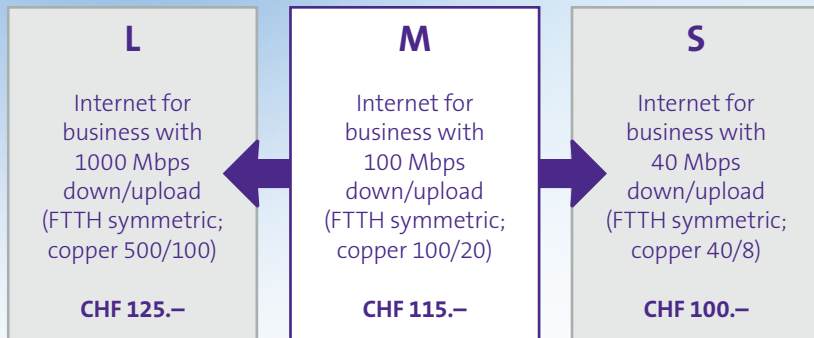 L
Internet for
business with
1000 Mbps
down/upload
(FTTH symmetric;
copper 500/100)
CHF 125.–
M
Internet for
business with
100 Mbps
down/upload
(FTTH symmetric;
copper 100/20)
CHF 115.–
S
Internet for
business with
40 Mbps
down/upload
(FTTH symmetric;
copper 40/8)
CHF 100.–